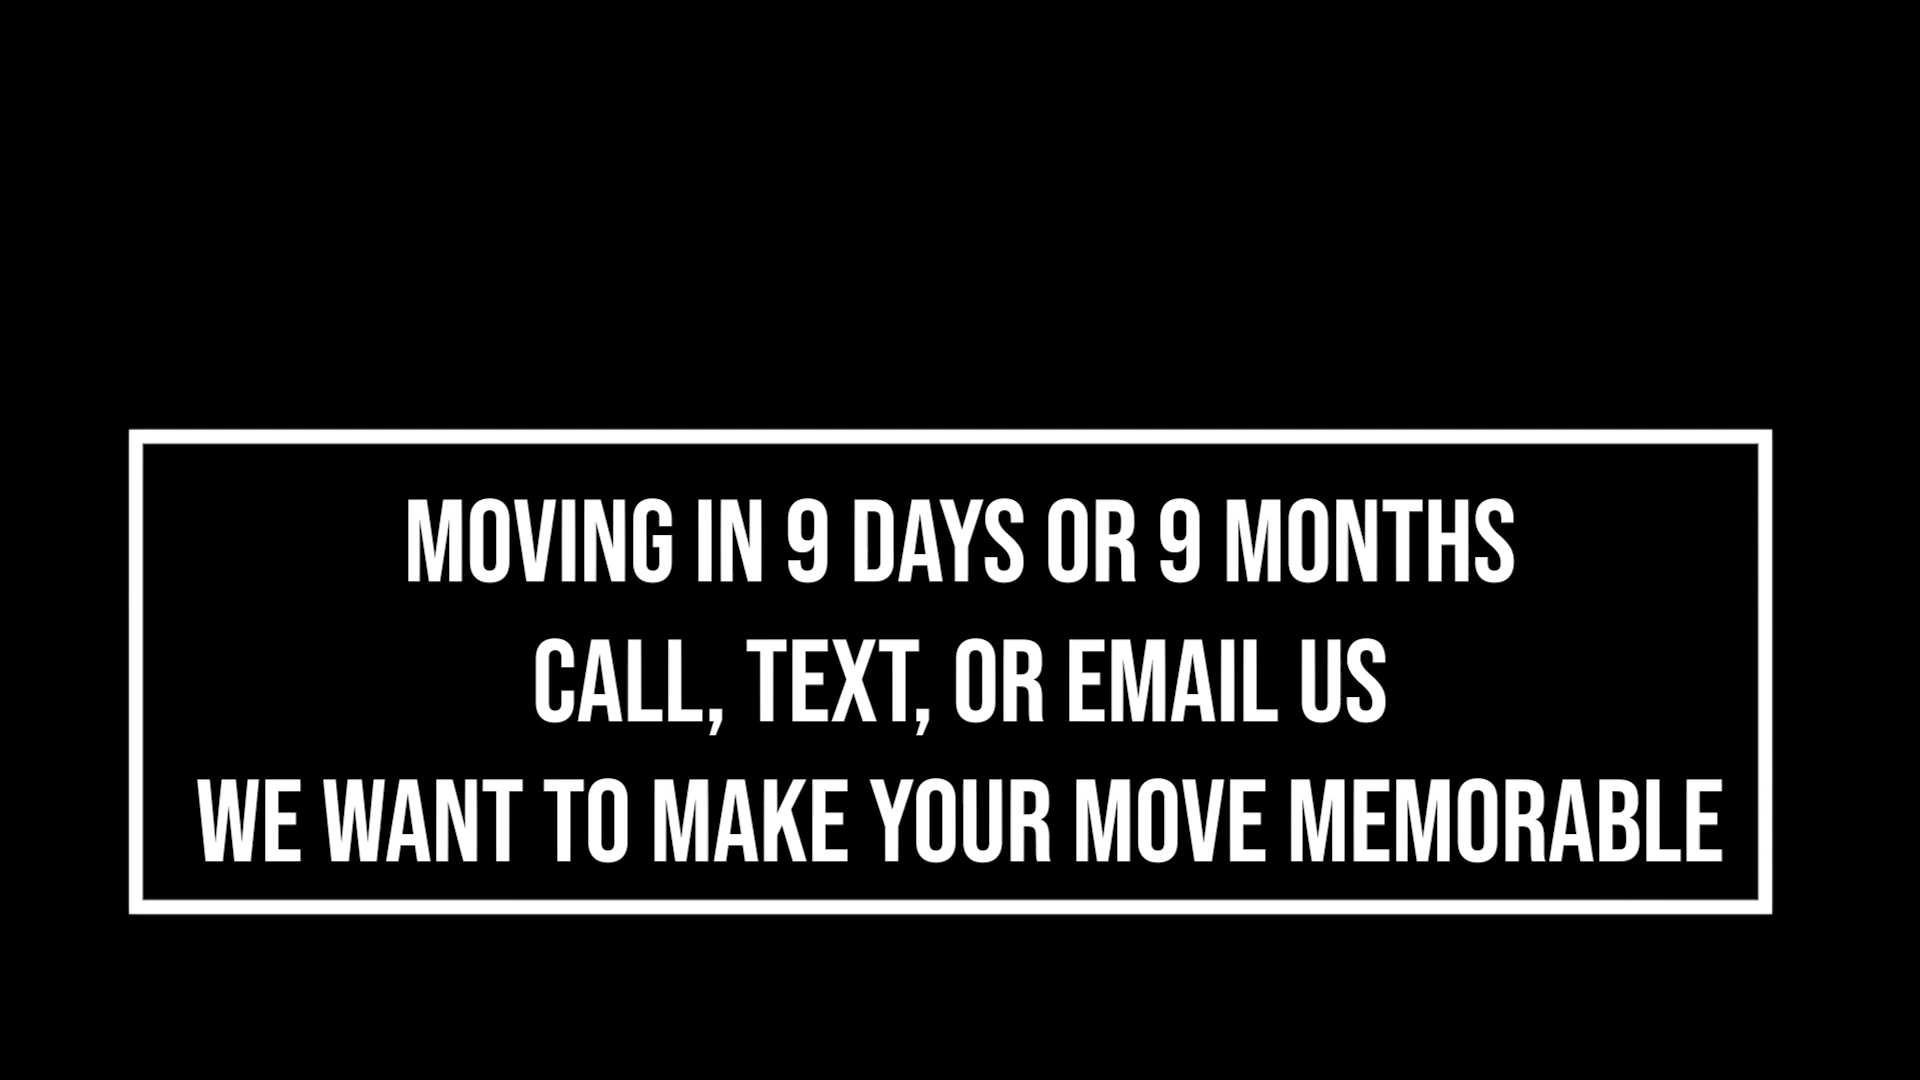 MOVING IN 9 DAYS OR 9 MONTHS
CALL, TEXT, OR EMAIL US
WE WANT TO MAKE YOUR MOVE MEMORABLE